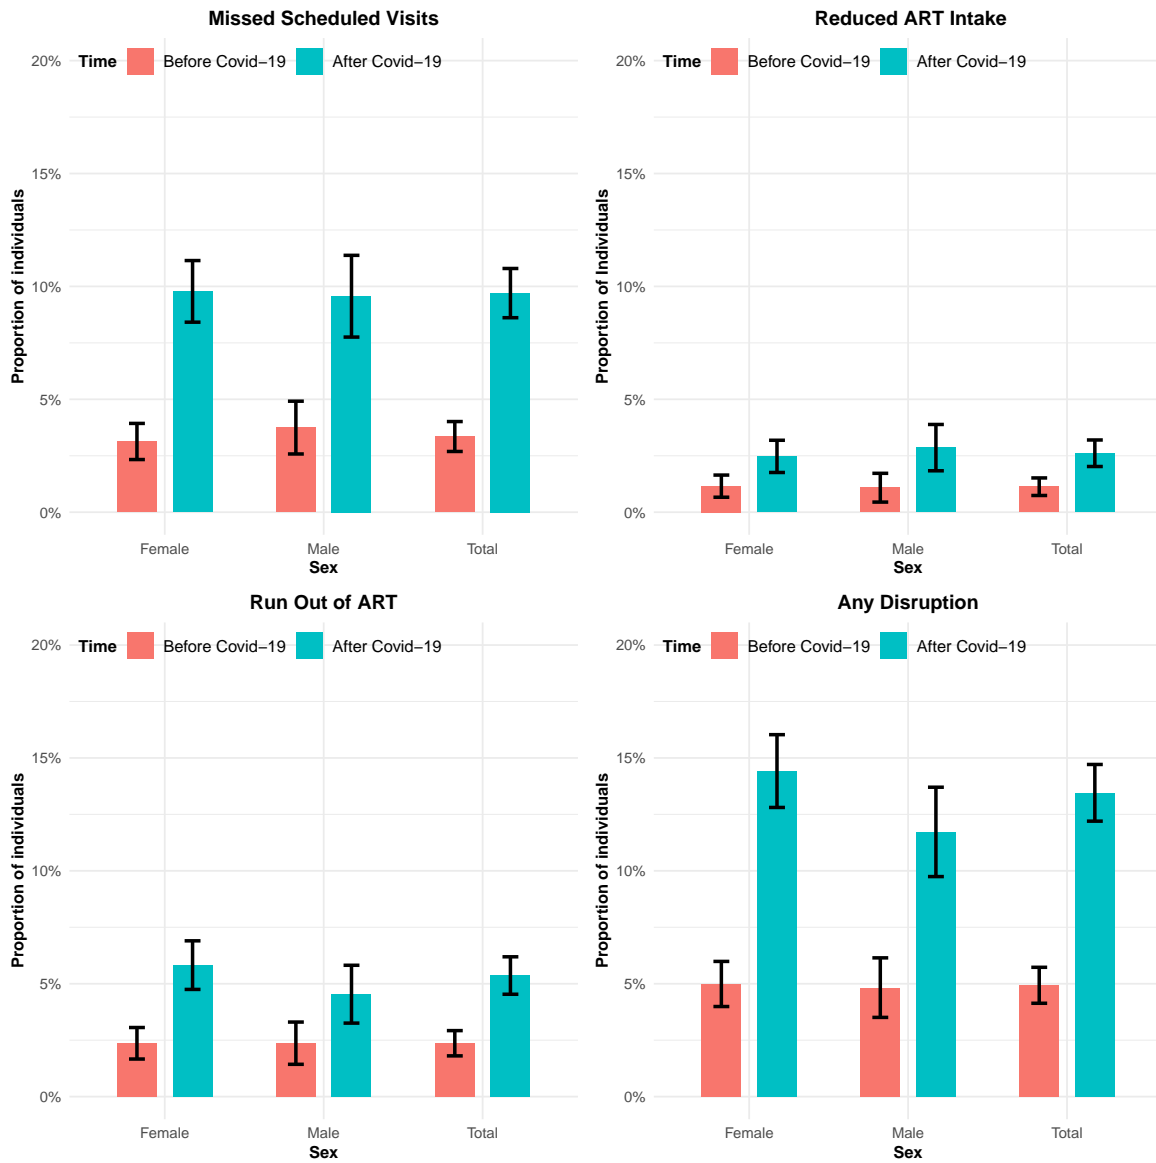 Missed Scheduled Visits
Time Before Covid−19 After Covid−19
20%
15%
10%
5%
0%
Proportion of individuals
Female Male Total
Sex
Reduced ART Intake
Time Before Covid−19 After Covid−19
20%
15%
10%
5%
0%
Proportion of Individuals
Female Male Total
Sex
Run Out of ART
Time Before Covid−19 After Covid−19
20%
15%
10%
5%
0%
Proportion of individuals
Female Male Total
Sex
Any Disruption
Time Before Covid−19 After Covid−19
20%
15%
10%
5%
0%
Proportion of individuals
Female Male Total
Sex